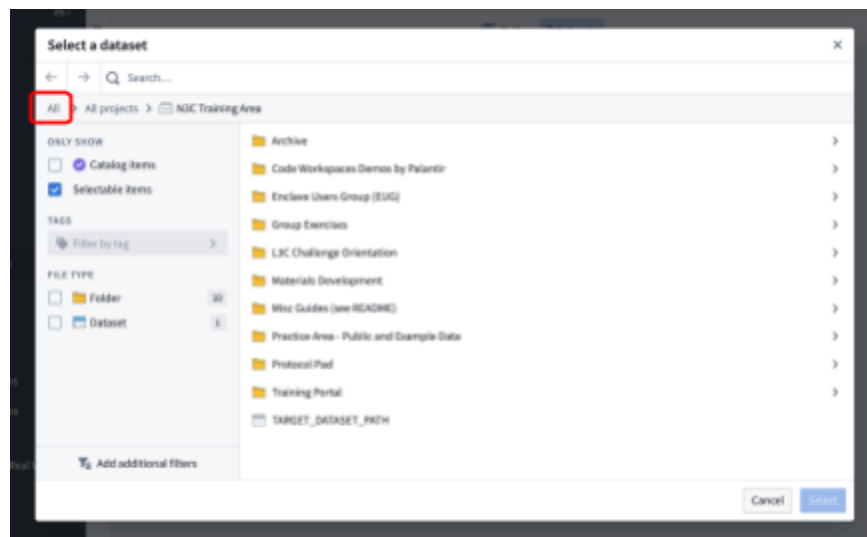 Select a dataset
Search...
All > All projects > N3C Training Area
ONLY SHOW
Catalog items
Selectable items
TAGS
Filter by tag
FILE TYPE
Folder 10
Dataset 1
Add additional filters
Archive
Code Workspaces Demos by Palantir
Enclave Users Group (EUG)
Group Exercises
L3C Challenge Orientation
Materials Development
Misc Guides (see README)
Practice Area - Public and Example Data
Protocol Pad
Training Portal
TARGET_DATASET_PATH
Cancel
Select